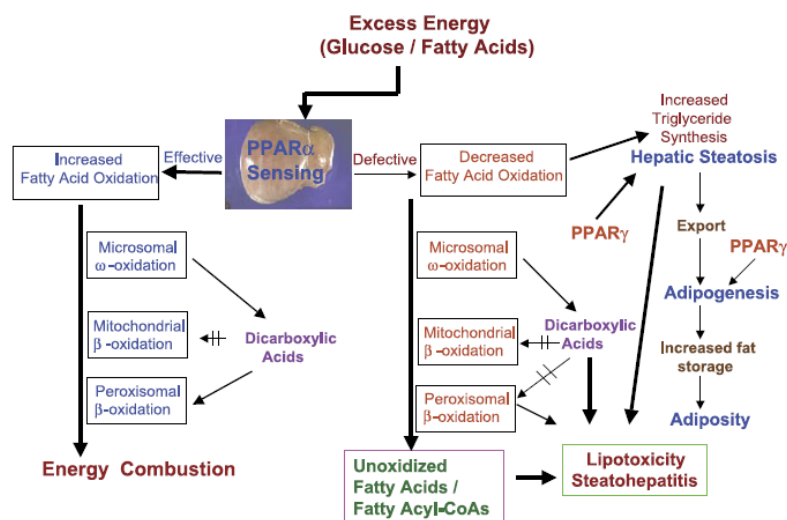 Excess Energy
(Glucose / Fatty Acids)
PPARα
Sensing
Effective
Defective
Increased
Fatty Acid Oxidation
Microsomal
ω-oxidation
Mitochondrial
β-oxidation
Peroxisomal
β-oxidation
Dicarboxylic
Acids
Energy Combustion
Decreased
Fatty Acid Oxidation
Microsomal
ω-oxidation
Mitochondrial
β-oxidation
Peroxisomal
β-oxidation
Dicarboxylic
Acids
Unoxidized
Fatty Acids /
Fatty Acyl-CoAs
Increased
Triglyceride
Synthesis
Hepatic Steatosis
PPARγ
Export
PPARγ
Adipogenesis
Increased fat
storage
Adiposity
Lipotoxicity
Steatohepatitis